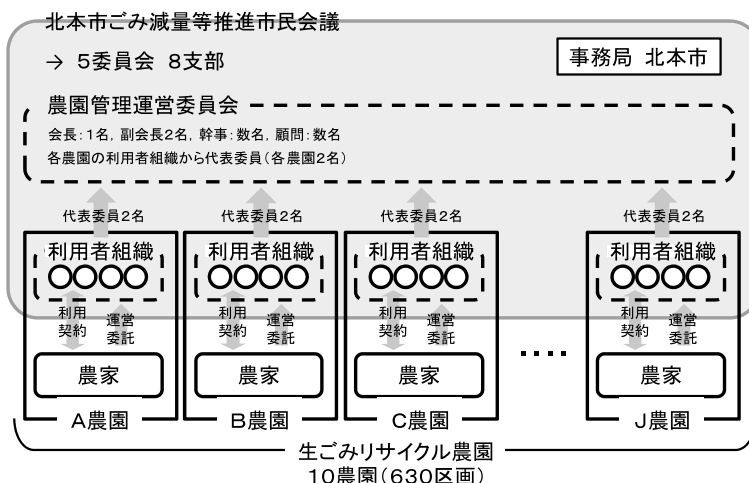 北本市ごみ減量等推進市民会議
→ 5委員会 8支部
事務局 北本市
農園管理運営委員会
会長：1名，副会長2名，幹事：数名，顧問：数名
各農園の利用者組織から代表委員（各農園2名）
代表委員2名 代表委員2名 代表委員2名 代表委員2名
利用者組織 利用者組織 利用者組織 利用者組織
利用 運営 利用 運営 利用 運営 利用 運営
契約 委託 契約 委託 契約 委託 契約 委託
農家 農家 農家 ‥‥ 農家
A農園 B農園 C農園 J農園
生ごみリサイクル農園
10農園（630区画）